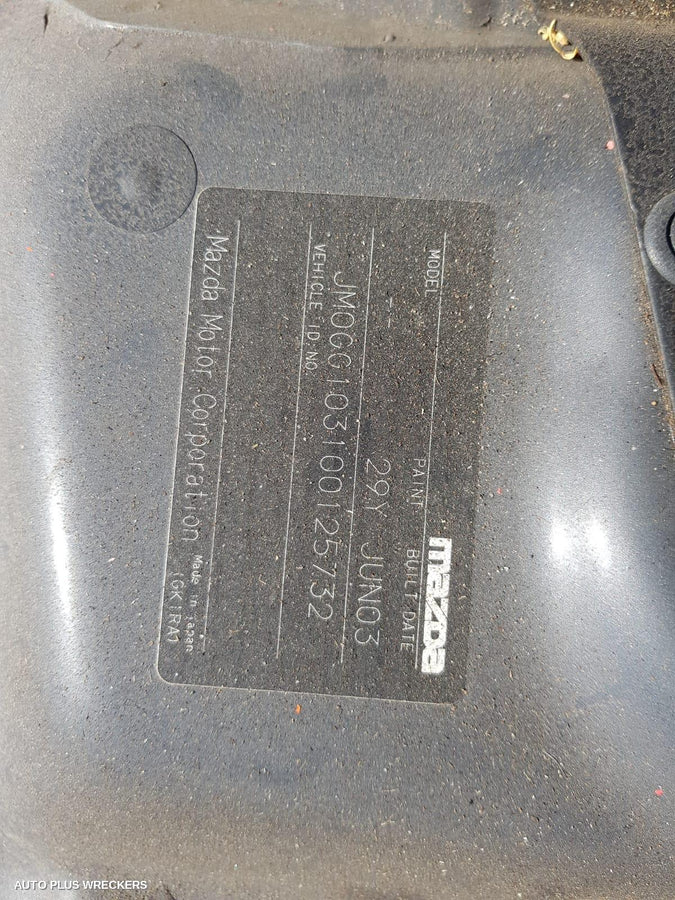 mazda
MODEL PAINT BUILT DATE
-- 29Y JUN03
JM0GG103100125732
VEHICLE ID.NO.
Mazda Motor Corporation Made in Japan
(GK1RA)
AUTO PLUS WRECKERS